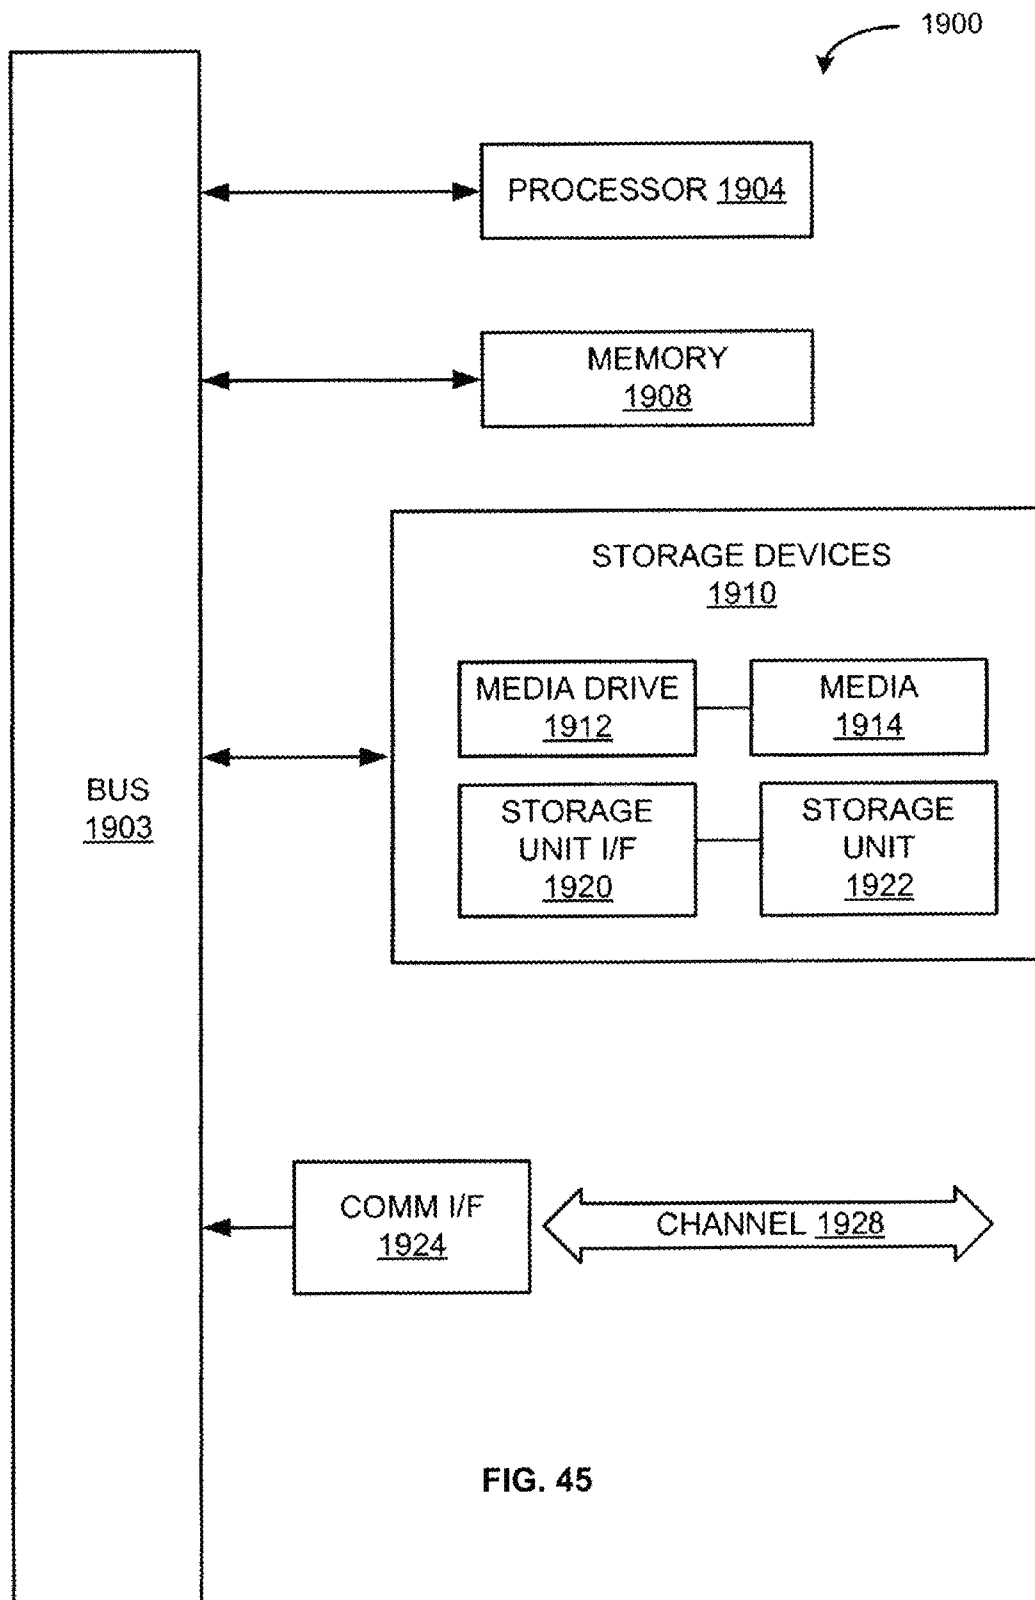 1900
PROCESSOR 1904
MEMORY
1908
STORAGE DEVICES
1910
MEDIA DRIVE
1912
MEDIA
1914
STORAGE
UNIT I/F
1920
STORAGE
UNIT
1922
BUS
1903
COMM I/F
1924
CHANNEL 1928
FIG. 45